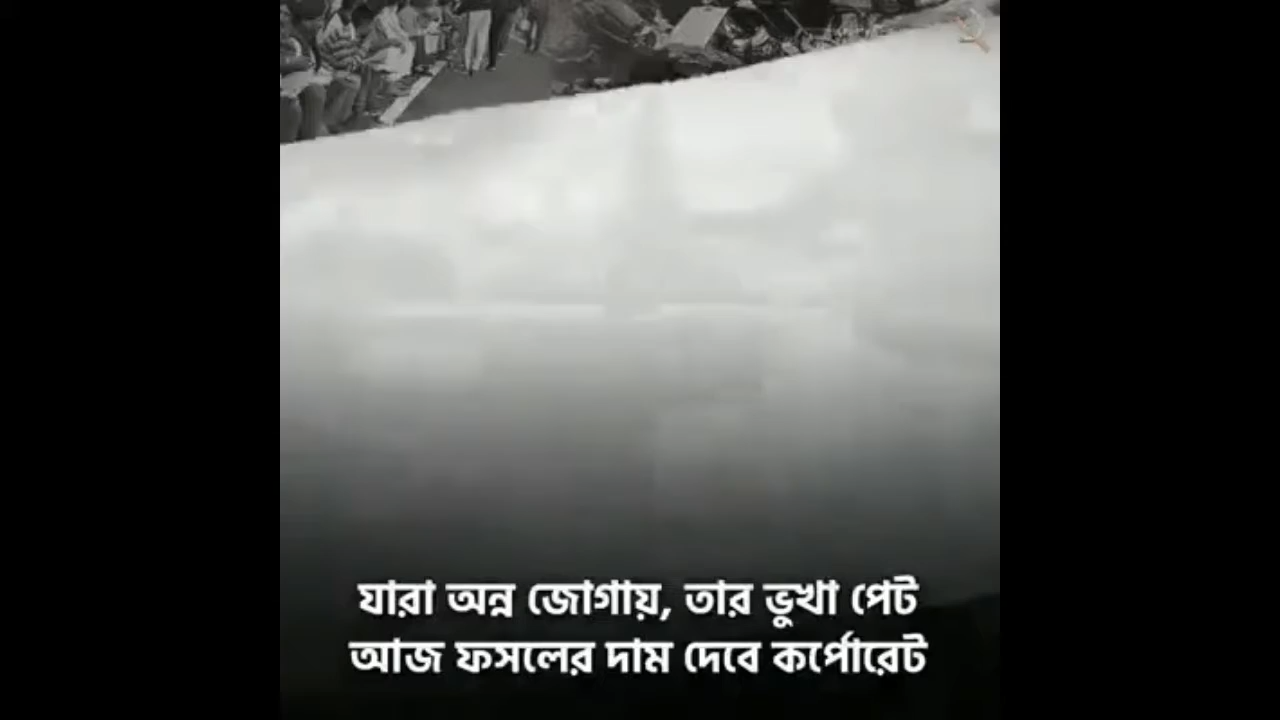 যারা অন্ন জোগায়, তার ভুখা পেট
আজ ফসলের দাম দেবে কর্পোরেট